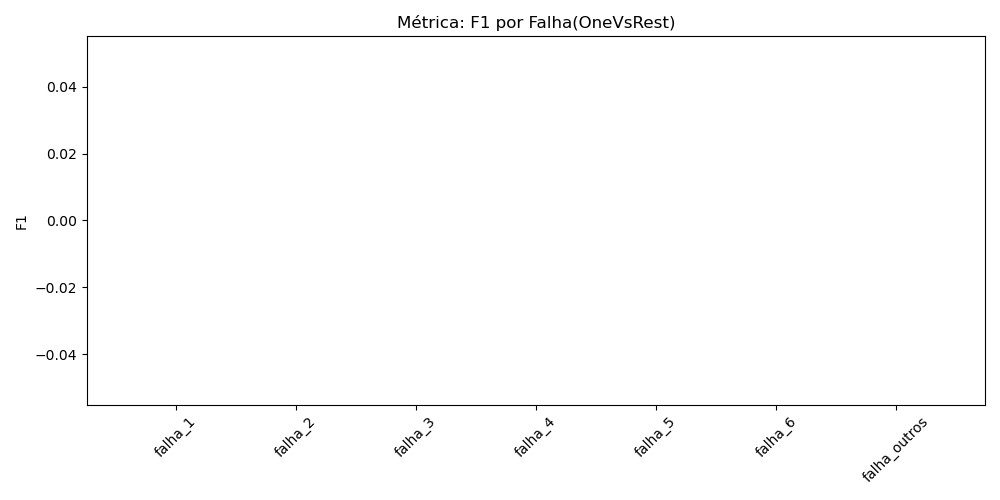 Métrica: F1 por Falha(OneVsRest)
0.04
0.02
0.00
−0.02
−0.04
F1
falha_1
falha_2
falha_3
falha_4
falha_5
falha_6
falha_outros